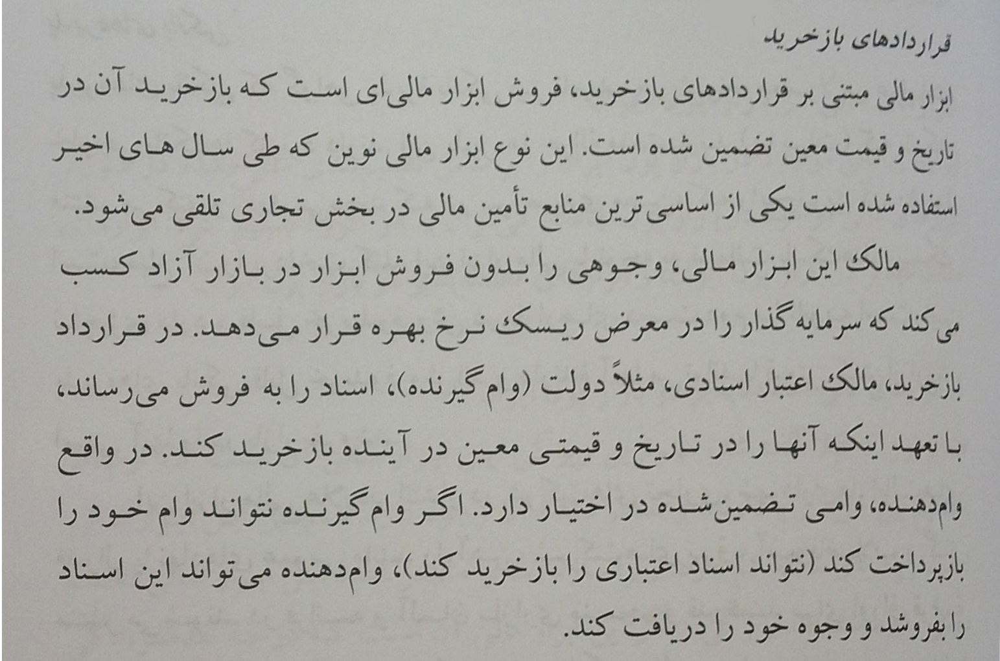 قراردادهای بازخرید
ابزار مالی مبتنی بر قراردادهای بازخرید، فروش ابزار مالی‌ای است که بازخرید آن در
تاریخ و قیمت معین تضمین شده است. این نوع ابزار مالی نوین که طی سال های اخیر
استفاده شده است یکی از اساسی‌ترین منابع تأمین مالی در بخش تجاری تلقی می‌شود.
مالک این ابزار مالی، وجوهی را بدون فروش ابزار در بازار آزاد کسب
می‌کند که سرمایه‌گذار را در معرض ریسک نرخ بهره قرار می‌دهد. در قرارداد
بازخرید، مالک اعتبار اسنادی، مثلاً دولت (وام‌گیرنده)، اسناد را به فروش می‌رساند،
با تعهد اینکه آنها را در تاریخ و قیمتی معین در آینده بازخرید کند. در واقع
وام‌دهنده، وامی تضمین‌شده در اختیار دارد. اگر وام‌گیرنده نتواند وام خود را
بازپرداخت کند (نتواند اسناد اعتباری را بازخرید کند)، وام‌دهنده می‌تواند این اسناد
را بفروشد و وجوه خود را دریافت کند.